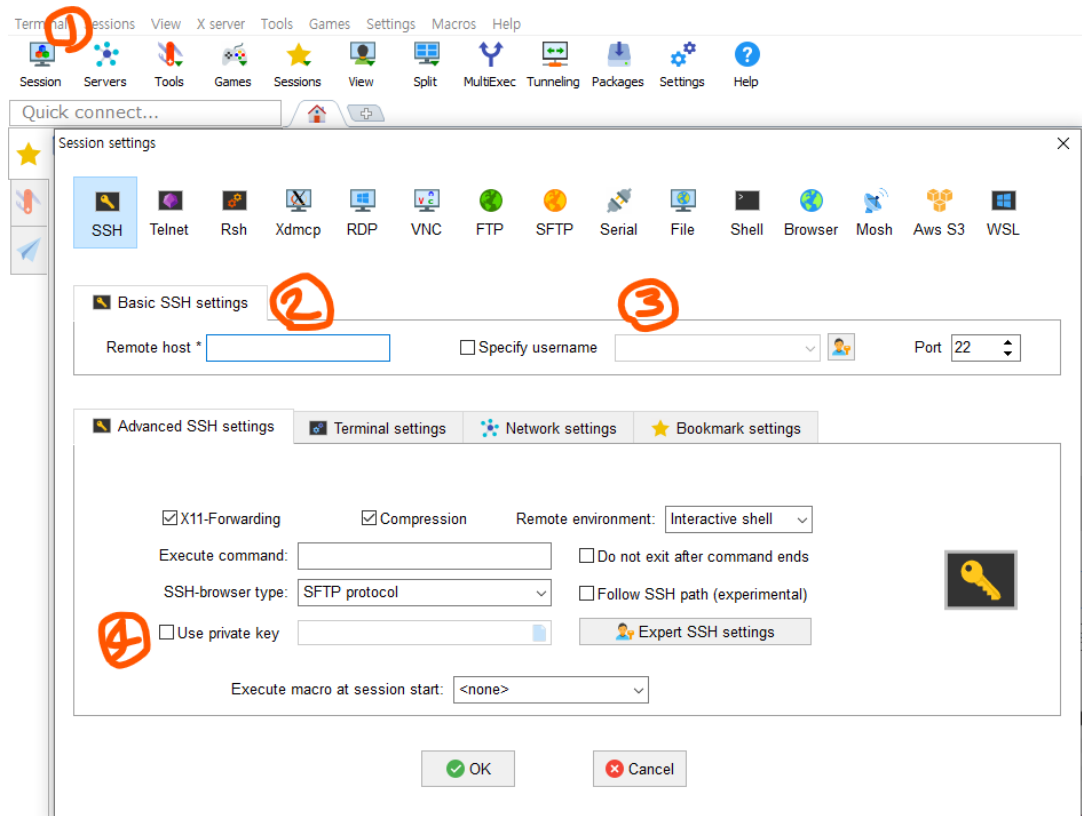 Terminal Sessions View X server Tools Games Settings Macros Help
1
Session Servers Tools Games Sessions View Split MultiExec Tunneling Packages Settings Help
Quick connect...
Session settings
SSH Telnet Rsh Xdmcp RDP VNC FTP SFTP Serial File Shell Browser Mosh Aws S3 WSL
Basic SSH settings 2 3
Remote host * Specify username Port 22
Advanced SSH settings Terminal settings Network settings Bookmark settings
X11-Forwarding Compression Remote environment: Interactive shell
Execute command: Do not exit after command ends
SSH-browser type: SFTP protocol Follow SSH path (experimental)
4 Use private key Expert SSH settings
Execute macro at session start: <none>
OK Cancel